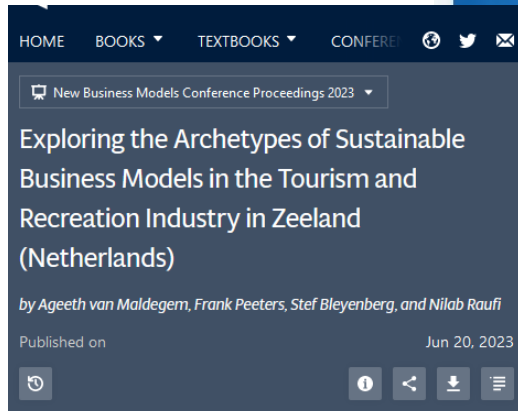 HOME BOOKS TEXTBOOKS
New Business Models Conference Proceedings 2023
Exploring the Archetypes of Sustainable
Business Models in the Tourism and
Recreation Industry in Zeeland
(Netherlands)
by Ageeth van Maldegem, Frank Peeters, Stef Bleyenberg, and Nilab Raufi
Published on Jun 20, 2023